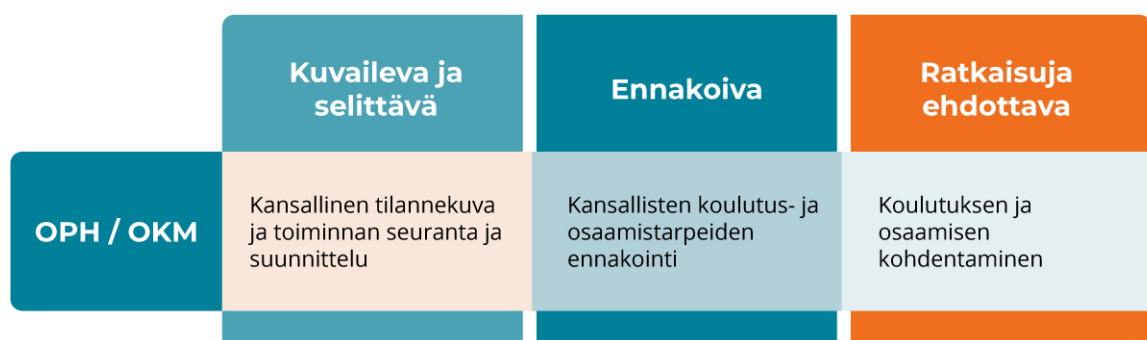 Kuvaileva ja
selittävä
Ennakoiva
Ratkaisuja
ehdottava
OPH / OKM
Kansallinen tilannekuva
ja toiminnan seuranta ja
suunnittelu
Kansallisten koulutus- ja
osaamistarpeiden
ennakointi
Koulutuksen ja
osaamisen
kohdentaminen